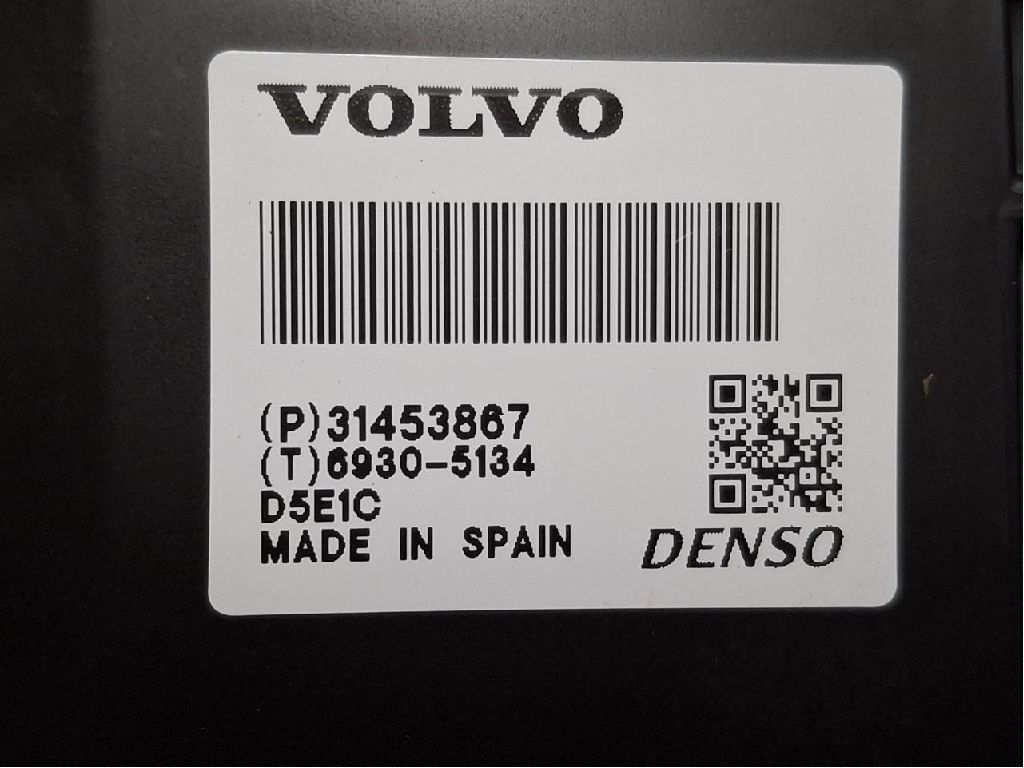 VOLVO
(P)31453867
(T)6930-5134
D5E1C
MADE IN SPAIN
DENSO